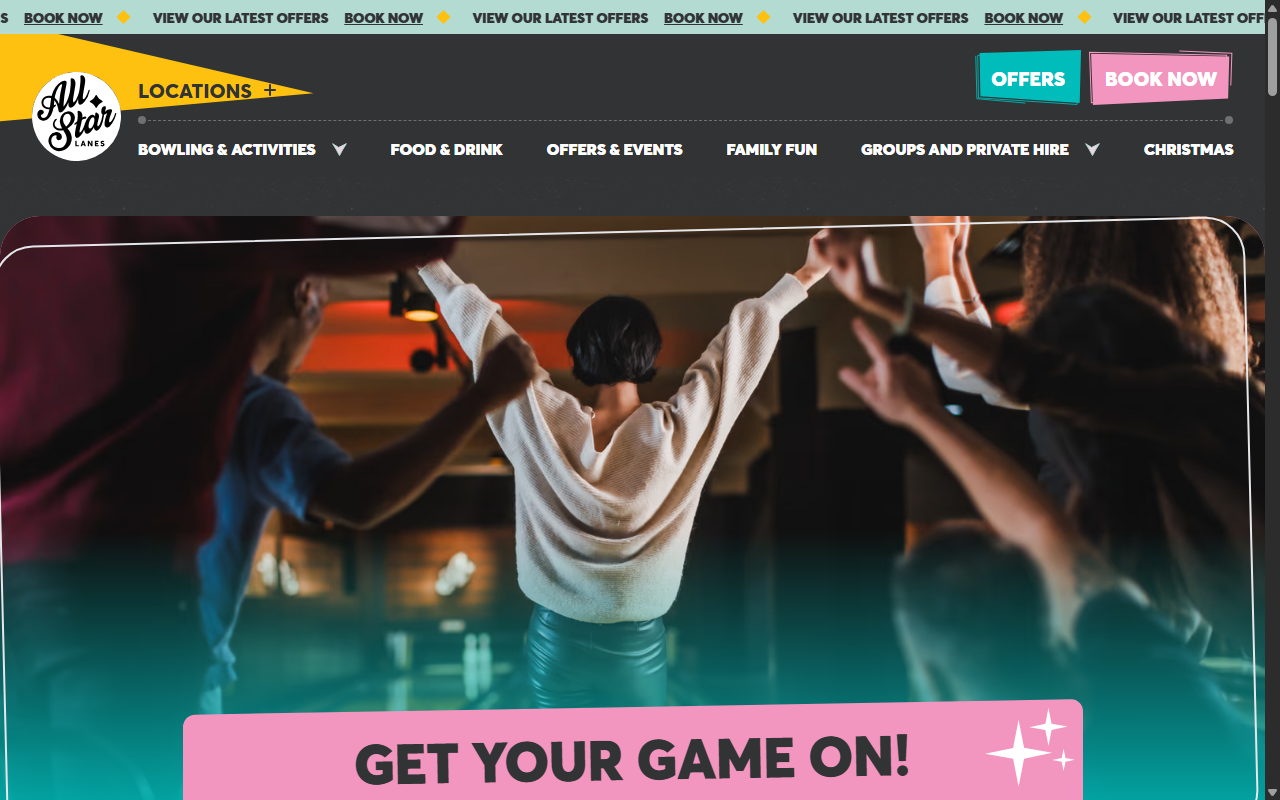 S BOOK NOW VIEW OUR LATEST OFFERS BOOK NOW VIEW OUR LATEST OFFERS BOOK NOW VIEW OUR LATEST OFFERS BOOK NOW VIEW OUR LATEST OFF
All Star LANES
LOCATIONS +
OFFERS
BOOK NOW
BOWLING & ACTIVITIES
FOOD & DRINK
OFFERS & EVENTS
FAMILY FUN
GROUPS AND PRIVATE HIRE
CHRISTMAS
GET YOUR GAME ON!